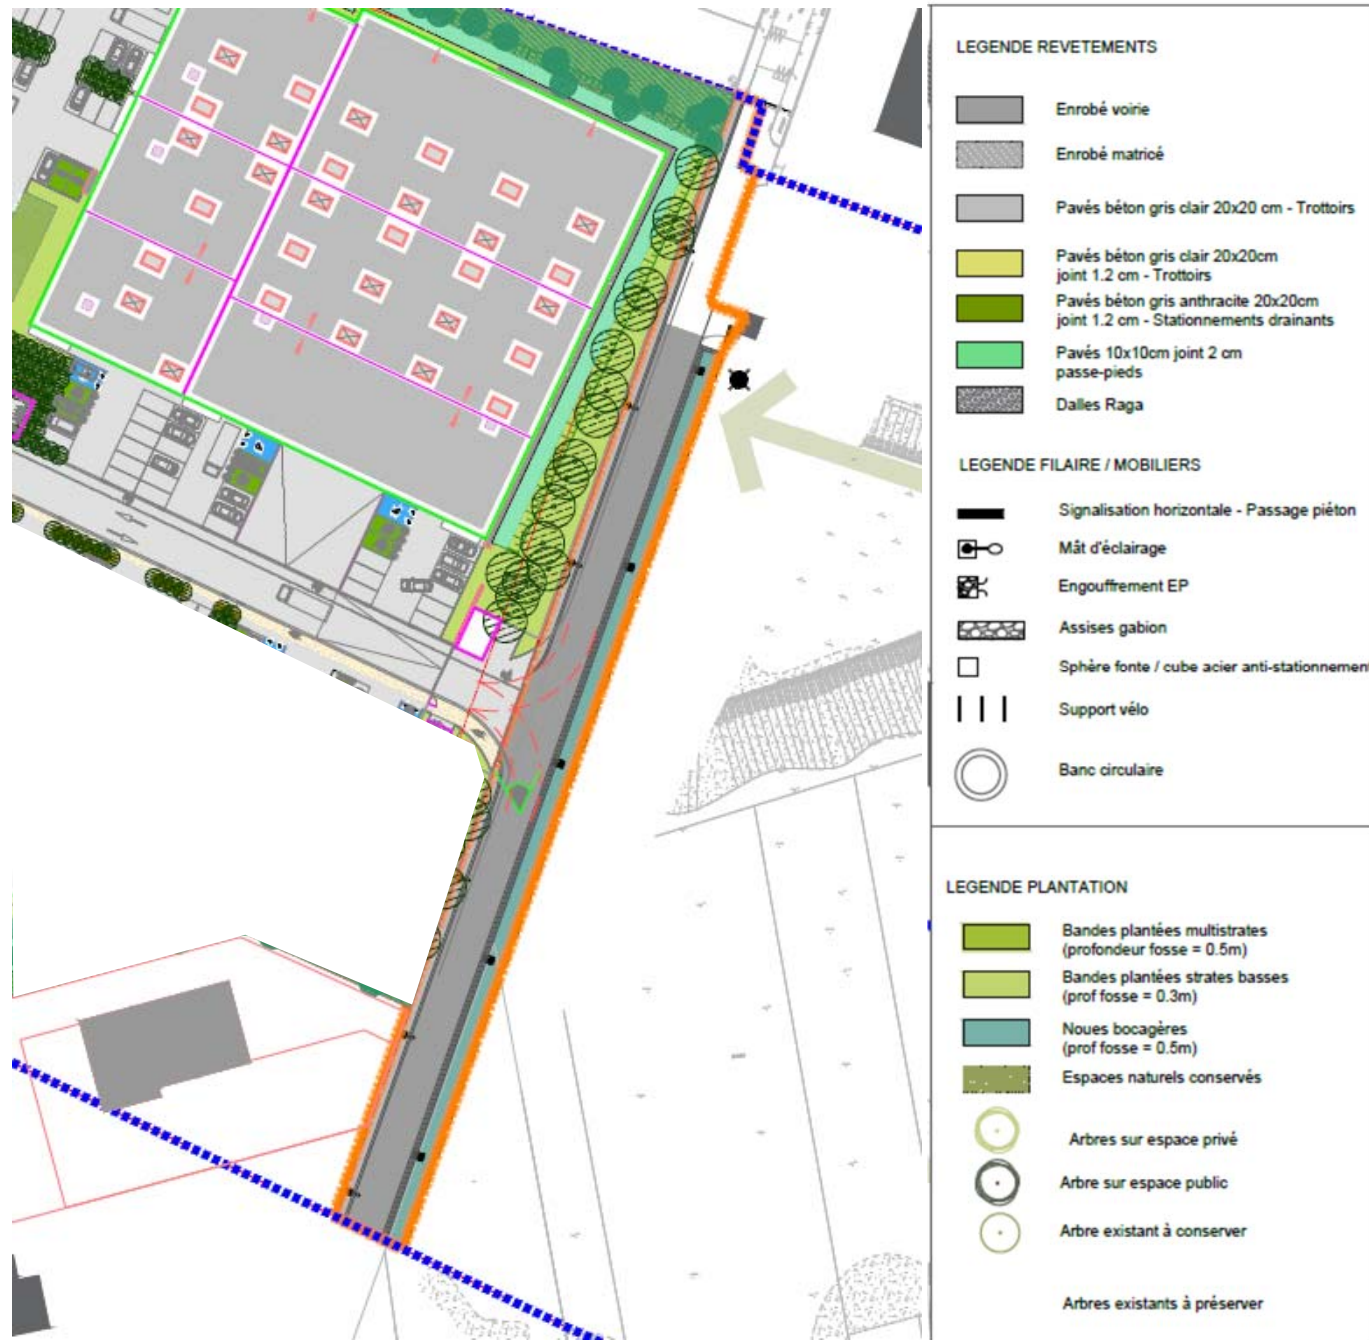 LEGENDE REVETEMENTS
Enrobé voirie
Enrobé matricé
Pavés béton gris clair 20x20 cm - Trottoirs
Pavés béton gris clair 20x20cm
joint 1.2 cm - Trottoirs
Pavés béton gris anthracite 20x20cm
joint 1.2 cm - Stationnements drainants
Pavés 10x10cm joint 2 cm
passe-pieds
Dalles Raga
LEGENDE FILAIRE / MOBILIERS
Signalisation horizontale - Passage piéton
Mât d'éclairage
Engouffrement EP
Assises gabion
Sphère fonte / cube acier anti-stationnement
Support vélo
Banc circulaire
LEGENDE PLANTATION
Bandes plantées multistrates
(profondeur fosse = 0.5m)
Bandes plantées strates basses
(prof fosse = 0.3m)
Noues bocagères
(prof fosse = 0.5m)
Espaces naturels conservés
Arbres sur espace privé
Arbre sur espace public
Arbre existant à conserver
Arbres existants à préserver